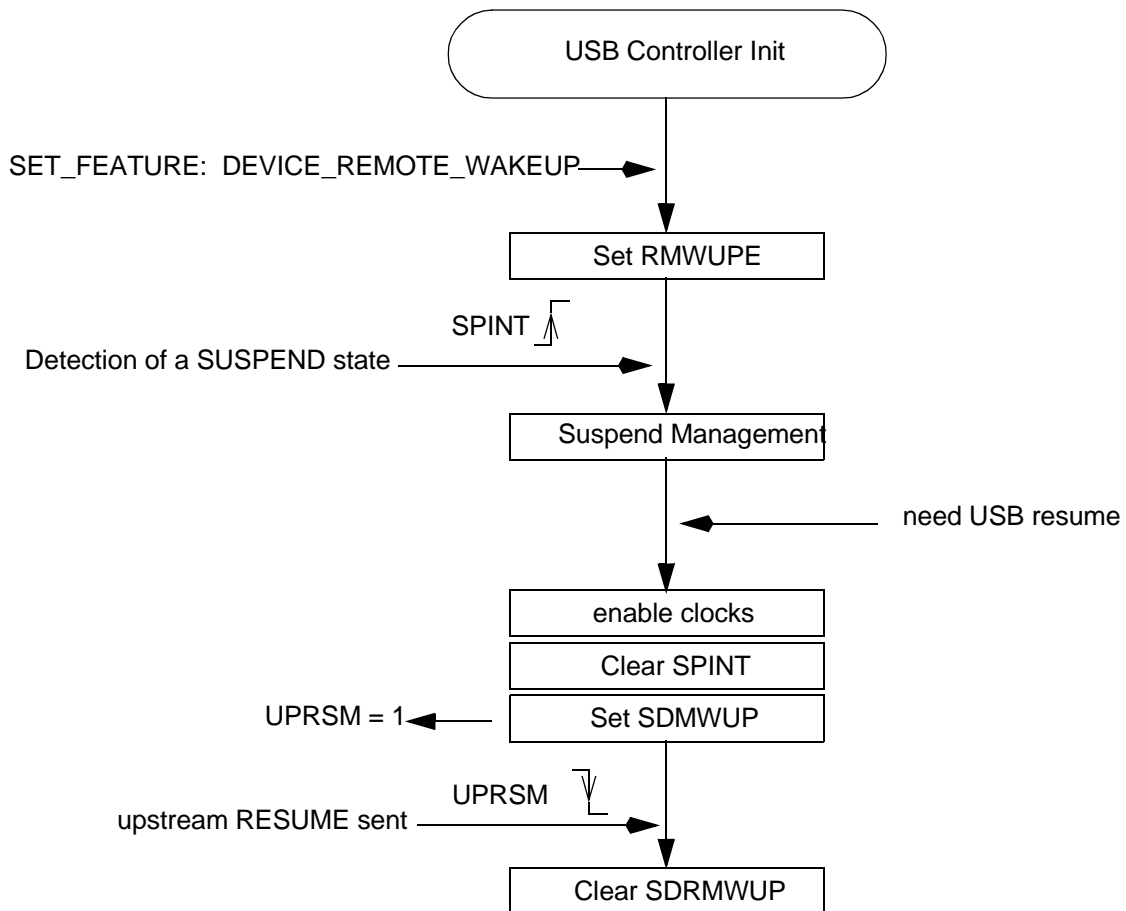 USB Controller Init
SET_FEATURE: DEVICE_REMOTE_WAKEUP
Set RMWUPE
SPINT
Detection of a SUSPEND state
Suspend Management
need USB resume
enable clocks
Clear SPINT
UPRSM = 1
Set SDMWUP
UPRSM
upstream RESUME sent
Clear SDRMWUP